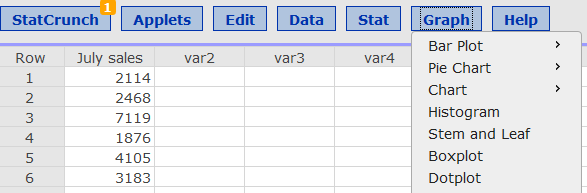 1
StatCrunch Applets Edit Data Stat Graph Help
Row July sales var2 var3 var4
1 2114
2 2468
3 7119
4 1876
5 4105
6 3183
Bar Plot
Pie Chart
Chart
Histogram
Stem and Leaf
Boxplot
Dotplot